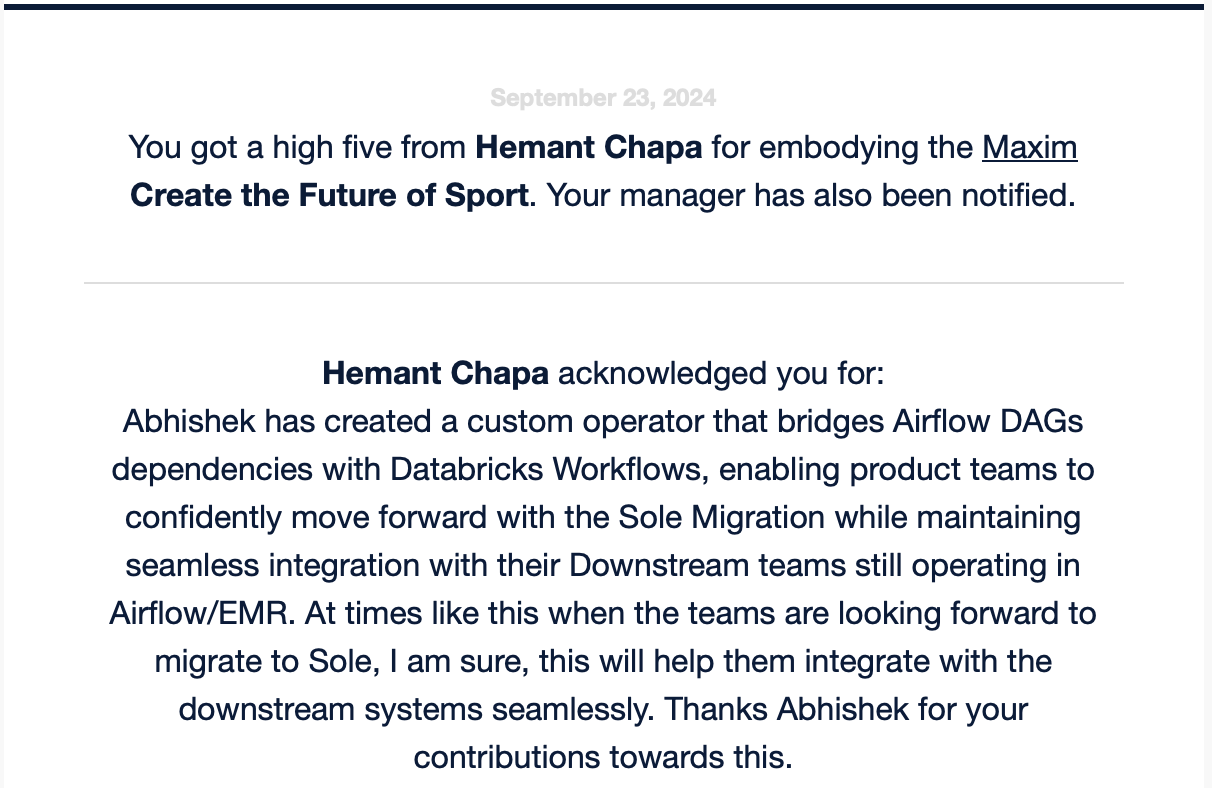 September 23, 2024
You got a high five from Hemant Chapa for embodying the Maxim
Create the Future of Sport. Your manager has also been notified.
Hemant Chapa acknowledged you for:
Abhishek has created a custom operator that bridges Airflow DAGs
dependencies with Databricks Workflows, enabling product teams to
confidently move forward with the Sole Migration while maintaining
seamless integration with their Downstream teams still operating in
Airflow/EMR. At times like this when the teams are looking forward to
migrate to Sole, I am sure, this will help them integrate with the
downstream systems seamlessly. Thanks Abhishek for your
contributions towards this.